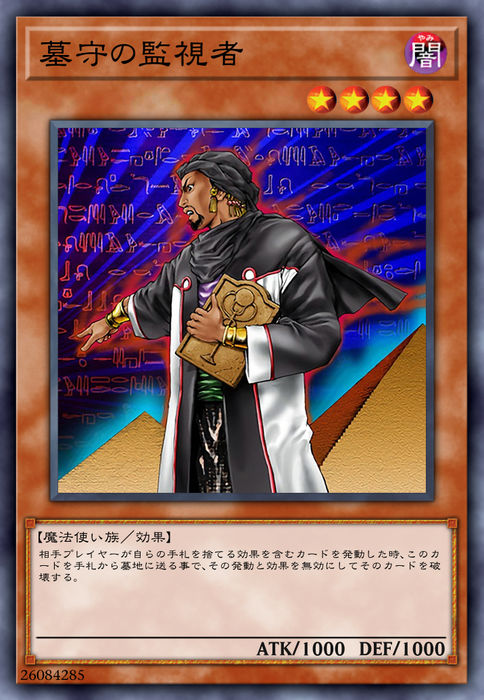 墓守の監視者
やみ
闇
【魔法使い族／効果】
相手プレイヤーが自らの手札を捨てる効果を含むカードを発動した時、このカ
ードを手札から墓地に送る事で、その発動と効果を無効にしてそのカードを破
壊する。
ATK/1000 DEF/1000
26084285